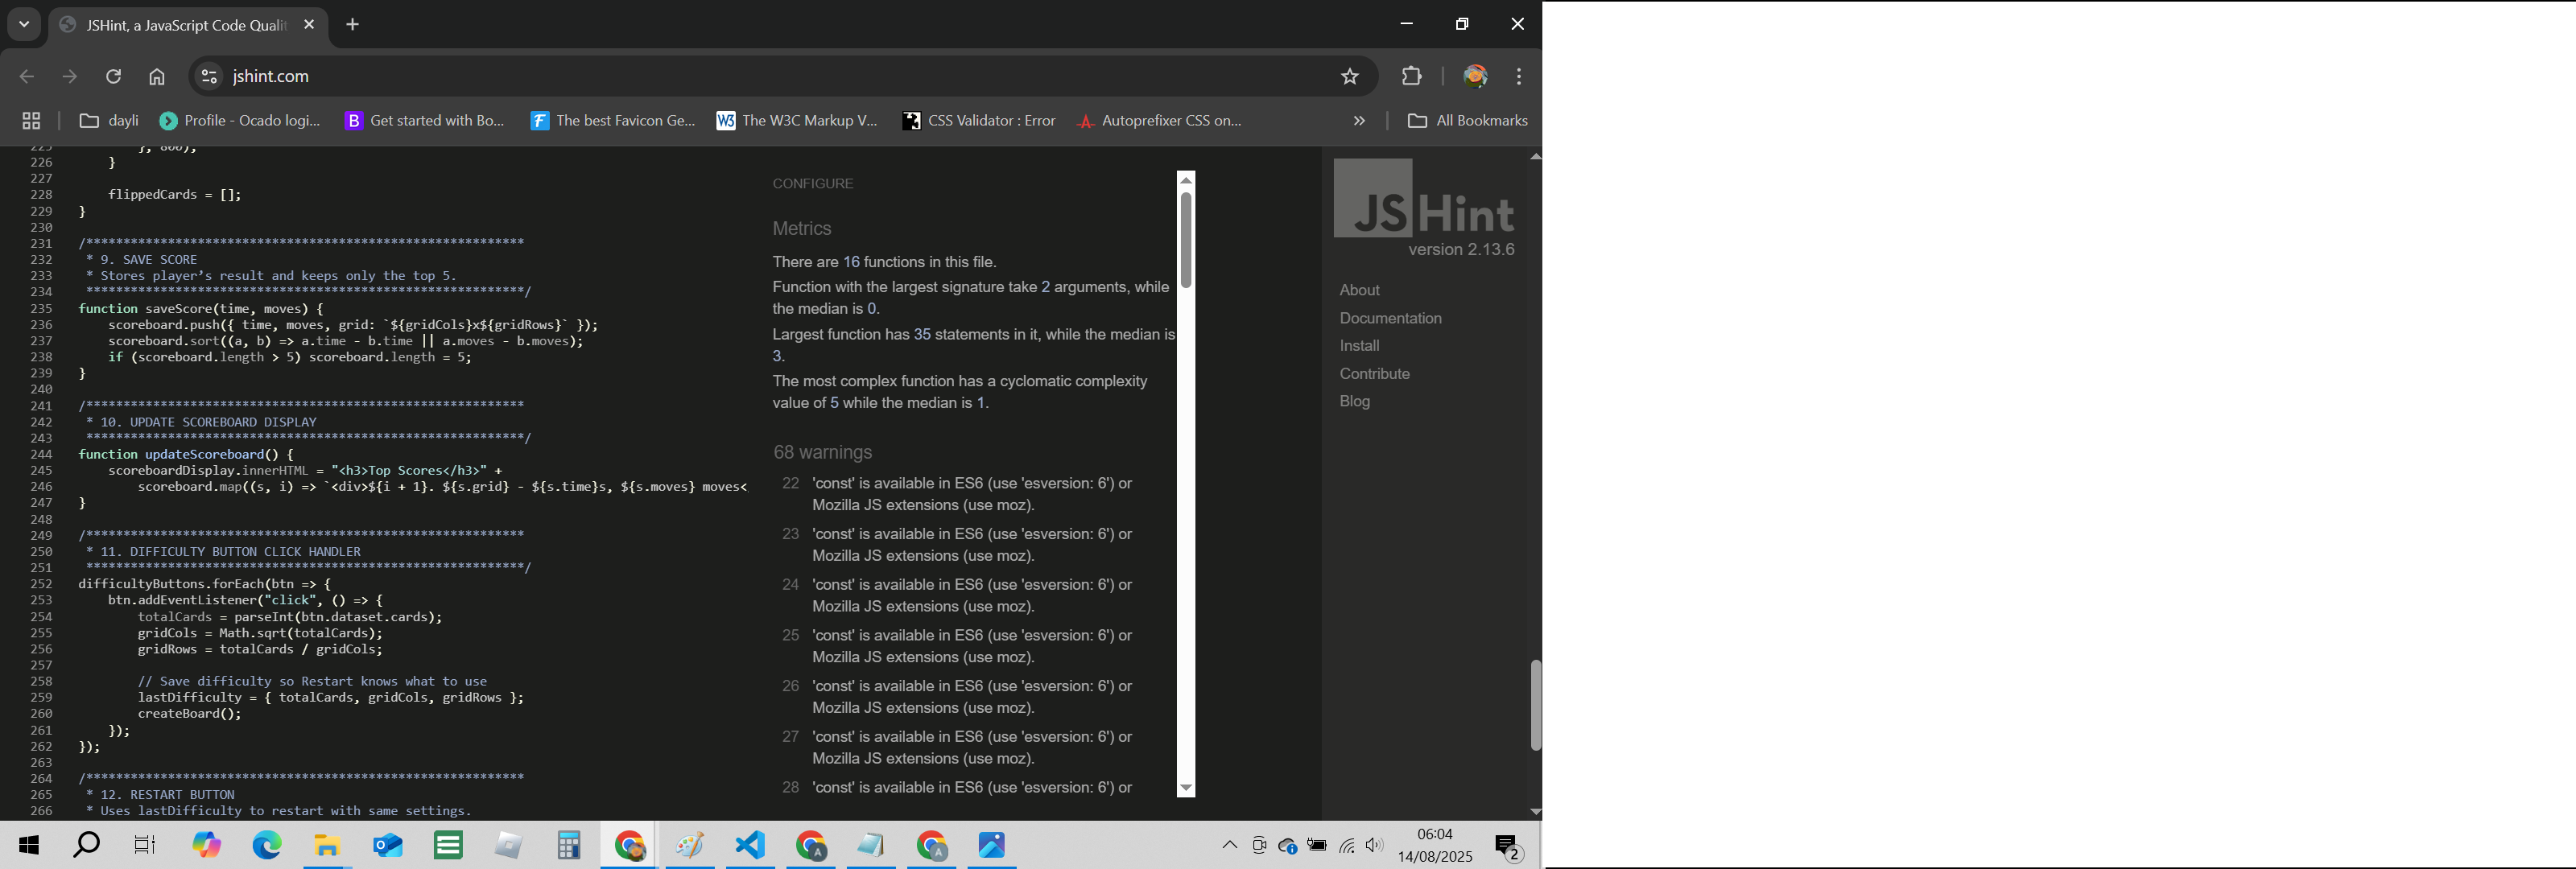 JSHint, a JavaScript Code Qualit
jshint.com
dayli
Profile - Ocado logi...
Get started with Bo...
The best Favicon Ge...
The W3C Markup V...
CSS Validator : Error
Autoprefixer CSS on...
All Bookmarks
225 }, 800);
226 }
227
228 flippedCards = [];
229 }
230
231 /***********************************************************
232 * 9. SAVE SCORE
233 * Stores player’s result and keeps only the top 5.
234 ***********************************************************/
235 function saveScore(time, moves) {
236 scoreboard.push({ time, moves, grid: `${gridCols}x${gridRows}` });
237 scoreboard.sort((a, b) => a.time - b.time || a.moves - b.moves);
238 if (scoreboard.length > 5) scoreboard.length = 5;
239 }
240
241 /***********************************************************
242 * 10. UPDATE SCOREBOARD DISPLAY
243 ***********************************************************/
244 function updateScoreboard() {
245 scoreboardDisplay.innerHTML = "<h3>Top Scores</h3>" +
246 scoreboard.map((s, i) => `<div>${i + 1}. ${s.grid} - ${s.time}s, ${s.moves} moves<
247 }
248
249 /***********************************************************
250 * 11. DIFFICULTY BUTTON CLICK HANDLER
251 ***********************************************************/
252 difficultyButtons.forEach(btn => {
253 btn.addEventListener("click", () => {
254 totalCards = parseInt(btn.dataset.cards);
255 gridCols = Math.sqrt(totalCards);
256 gridRows = totalCards / gridCols;
257
258 // Save difficulty so Restart knows what to use
259 lastDifficulty = { totalCards, gridCols, gridRows };
260 createBoard();
261 });
262 });
263
264 /***********************************************************
265 * 12. RESTART BUTTON
266 * Uses lastDifficulty to restart with same settings.
CONFIGURE
Metrics
There are 16 functions in this file.
Function with the largest signature take 2 arguments, while
the median is 0.
Largest function has 35 statements in it, while the median is
3.
The most complex function has a cyclomatic complexity
value of 5 while the median is 1.
68 warnings
22 'const' is available in ES6 (use 'esversion: 6') or
Mozilla JS extensions (use moz).
23 'const' is available in ES6 (use 'esversion: 6') or
Mozilla JS extensions (use moz).
24 'const' is available in ES6 (use 'esversion: 6') or
Mozilla JS extensions (use moz).
25 'const' is available in ES6 (use 'esversion: 6') or
Mozilla JS extensions (use moz).
26 'const' is available in ES6 (use 'esversion: 6') or
Mozilla JS extensions (use moz).
27 'const' is available in ES6 (use 'esversion: 6') or
Mozilla JS extensions (use moz).
28 'const' is available in ES6 (use 'esversion: 6') or
JSHint
version 2.13.6
About
Documentation
Install
Contribute
Blog
06:04
14/08/2025
2